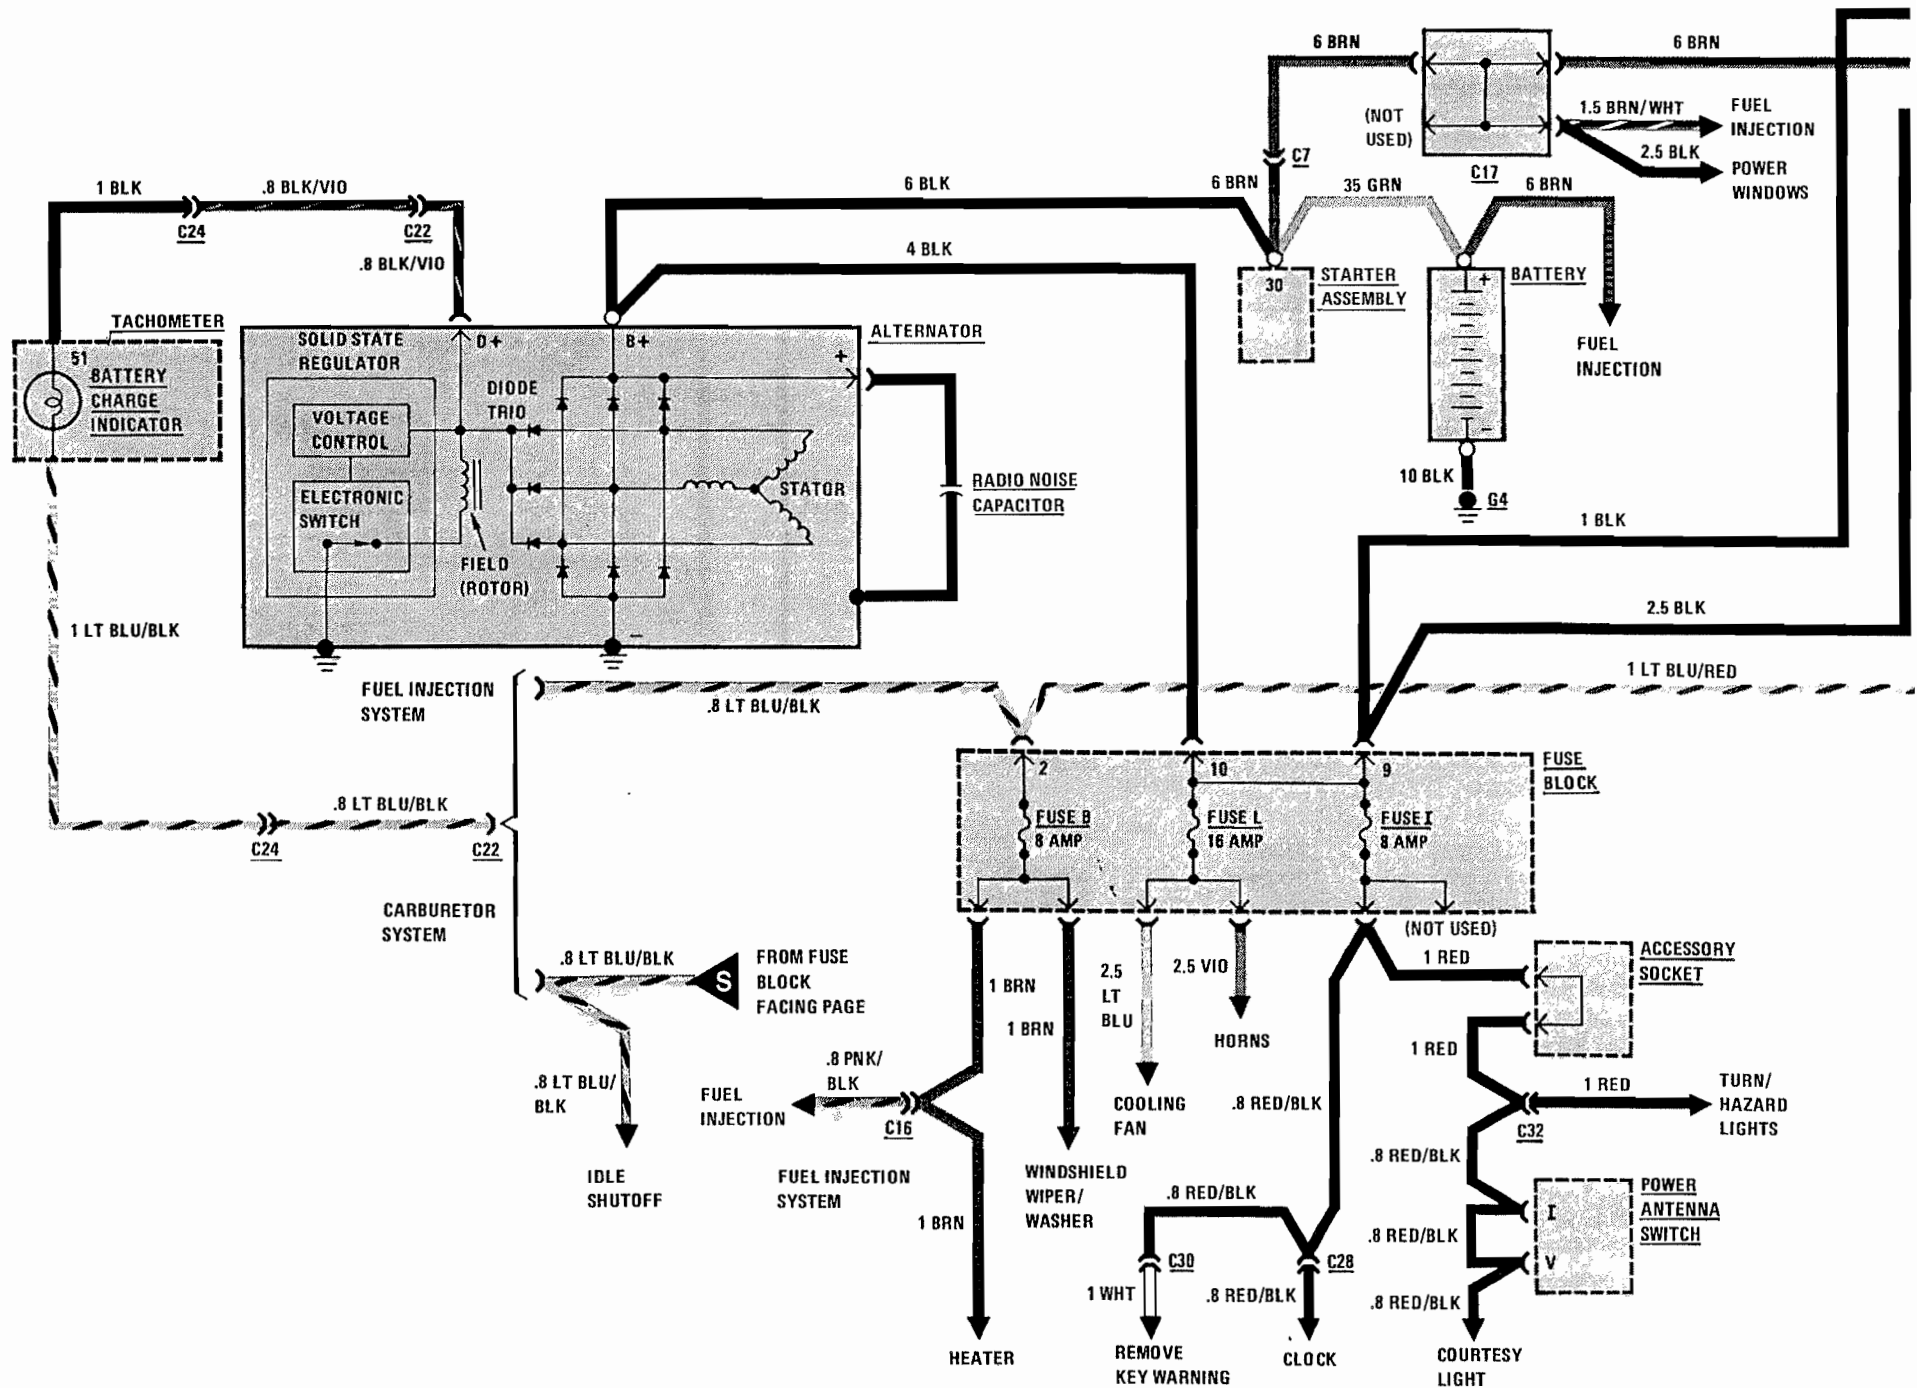 6 BRN
6 BRN
(NOT
USED)
1.5 BRN/WHT
FUEL
INJECTION
2.5 BLK
POWER
WINDOWS
C7
C17
1 BLK
.8 BLK/VIO
6 BLK
6 BRN
35 GRN
6 BRN
C24
C22
.8 BLK/VIO
4 BLK
30
STARTER
ASSEMBLY
+
BATTERY
−
FUEL
INJECTION
TACHOMETER
51
BATTERY
CHARGE
INDICATOR
SOLID STATE
REGULATOR
D+
B+
+
ALTERNATOR
DIODE
TRIO
VOLTAGE
CONTROL
ELECTRONIC
SWITCH
STATOR
FIELD
(ROTOR)
−
RADIO NOISE
CAPACITOR
10 BLK
G4
1 BLK
2.5 BLK
1 LT BLU/BLK
FUEL INJECTION
SYSTEM
.8 LT BLU/BLK
1 LT BLU/RED
2
10
9
FUSE
BLOCK
FUSE B
8 AMP
FUSE L
16 AMP
FUSE I
8 AMP
.8 LT BLU/BLK
C24
C22
CARBURETOR
SYSTEM
(NOT USED)
.8 LT BLU/BLK
S
FROM FUSE
BLOCK
FACING PAGE
1 BRN
1 BRN
2.5
LT
BLU
2.5 VIO
1 RED
ACCESSORY
SOCKET
HORNS
1 RED
.8 LT BLU/
BLK
.8 PNK/
BLK
FUEL
INJECTION
C16
COOLING
FAN
.8 RED/BLK
1 RED
TURN/
HAZARD
LIGHTS
C32
IDLE
SHUTOFF
FUEL INJECTION
SYSTEM
WINDSHIELD
WIPER/
WASHER
.8 RED/BLK
.8 RED/BLK
POWER
ANTENNA
SWITCH
I
V
1 BRN
.8 RED/BLK
C30
C28
1 WHT
.8 RED/BLK
.8 RED/BLK
HEATER
REMOVE
KEY WARNING
CLOCK
COURTESY
LIGHT